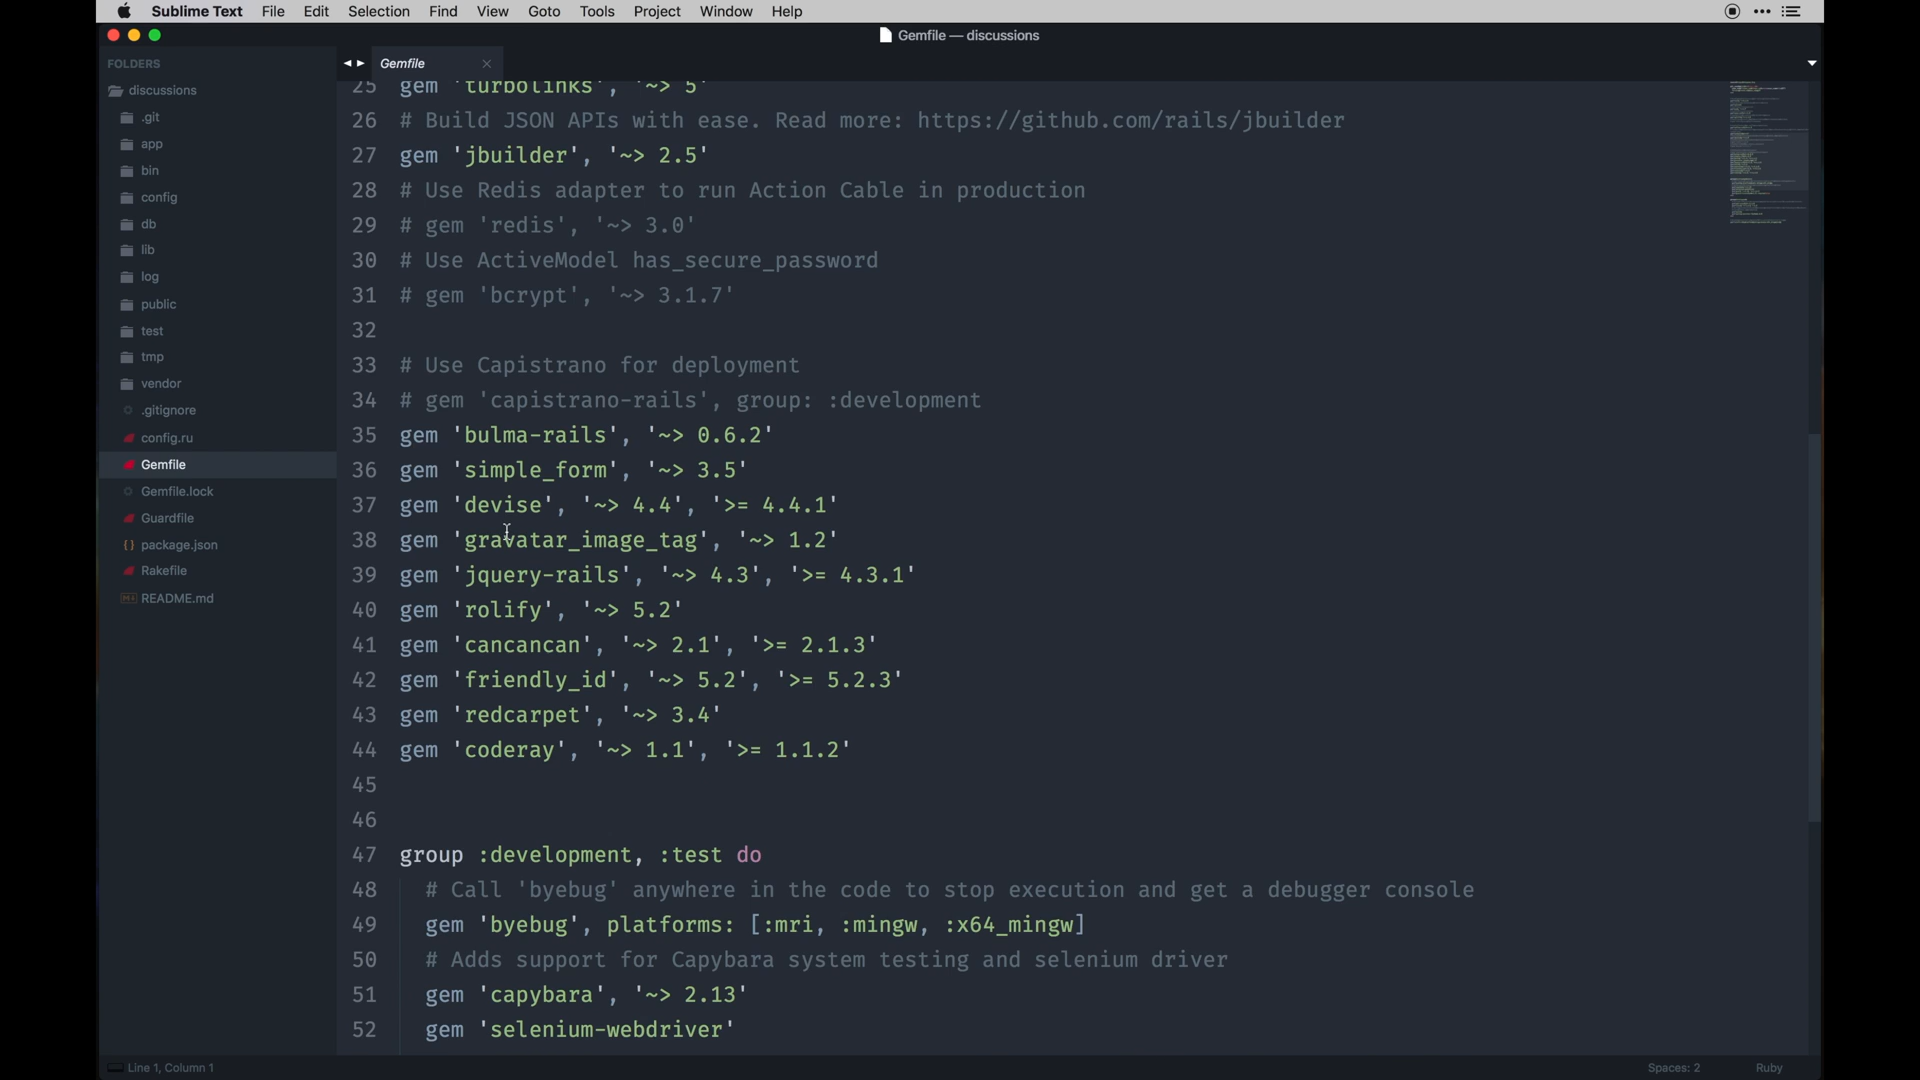 Sublime Text File Edit Selection Find View Goto Tools Project Window Help
Gemfile — discussions
FOLDERS
discussions
.git
app
bin
config
db
lib
log
public
test
tmp
vendor
.gitignore
config.ru
Gemfile
Gemfile.lock
Guardfile
package.json
Rakefile
README.md
Gemfile
25 gem 'turbolinks', '~> 5'
26 # Build JSON APIs with ease. Read more: https://github.com/rails/jbuilder
27 gem 'jbuilder', '~> 2.5'
28 # Use Redis adapter to run Action Cable in production
29 # gem 'redis', '~> 3.0'
30 # Use ActiveModel has_secure_password
31 # gem 'bcrypt', '~> 3.1.7'
32
33 # Use Capistrano for deployment
34 # gem 'capistrano-rails', group: :development
35 gem 'bulma-rails', '~> 0.6.2'
36 gem 'simple_form', '~> 3.5'
37 gem 'devise', '~> 4.4', '>= 4.4.1'
38 gem 'gravatar_image_tag', '~> 1.2'
39 gem 'jquery-rails', '~> 4.3', '>= 4.3.1'
40 gem 'rolify', '~> 5.2'
41 gem 'cancancan', '~> 2.1', '>= 2.1.3'
42 gem 'friendly_id', '~> 5.2', '>= 5.2.3'
43 gem 'redcarpet', '~> 3.4'
44 gem 'coderay', '~> 1.1', '>= 1.1.2'
45
46
47 group :development, :test do
48 # Call 'byebug' anywhere in the code to stop execution and get a debugger console
49 gem 'byebug', platforms: [:mri, :mingw, :x64_mingw]
50 # Adds support for Capybara system testing and selenium driver
51 gem 'capybara', '~> 2.13'
52 gem 'selenium-webdriver'
Line 1, Column 1
Spaces: 2
Ruby